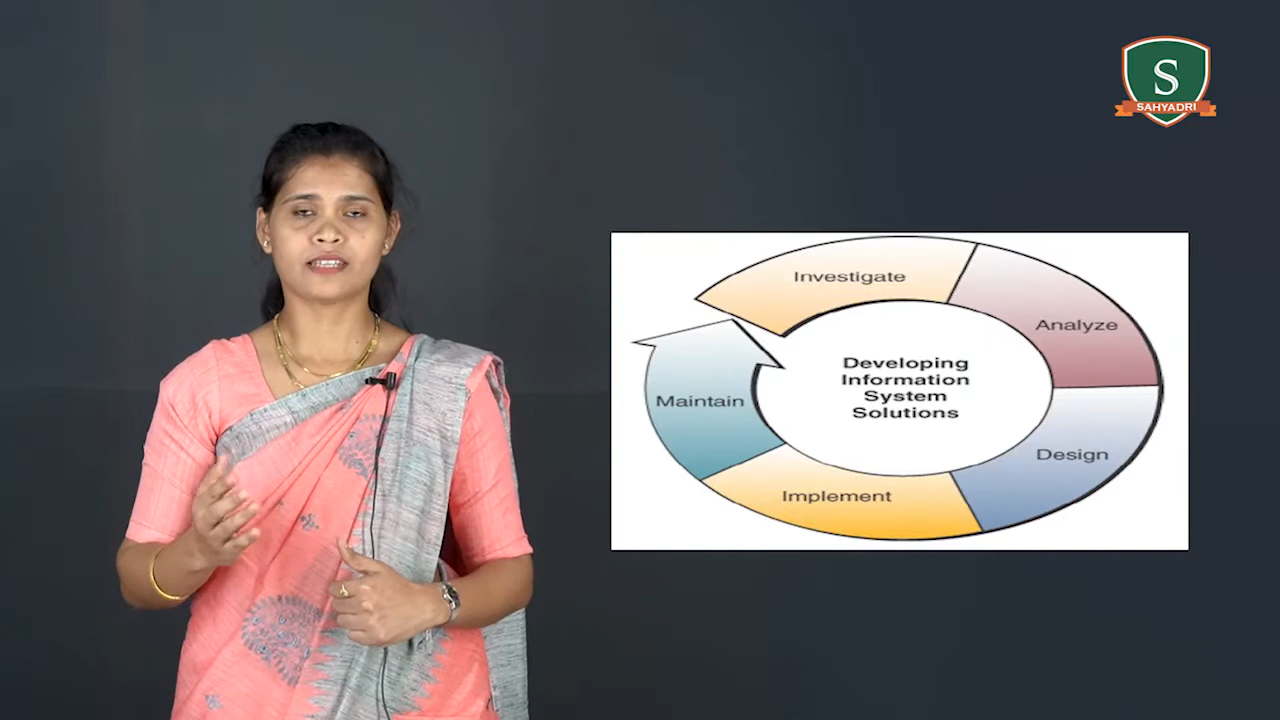 S
SAHYADRI
Investigate
Analyze
Developing
Information
System
Solutions
Maintain
Design
Implement